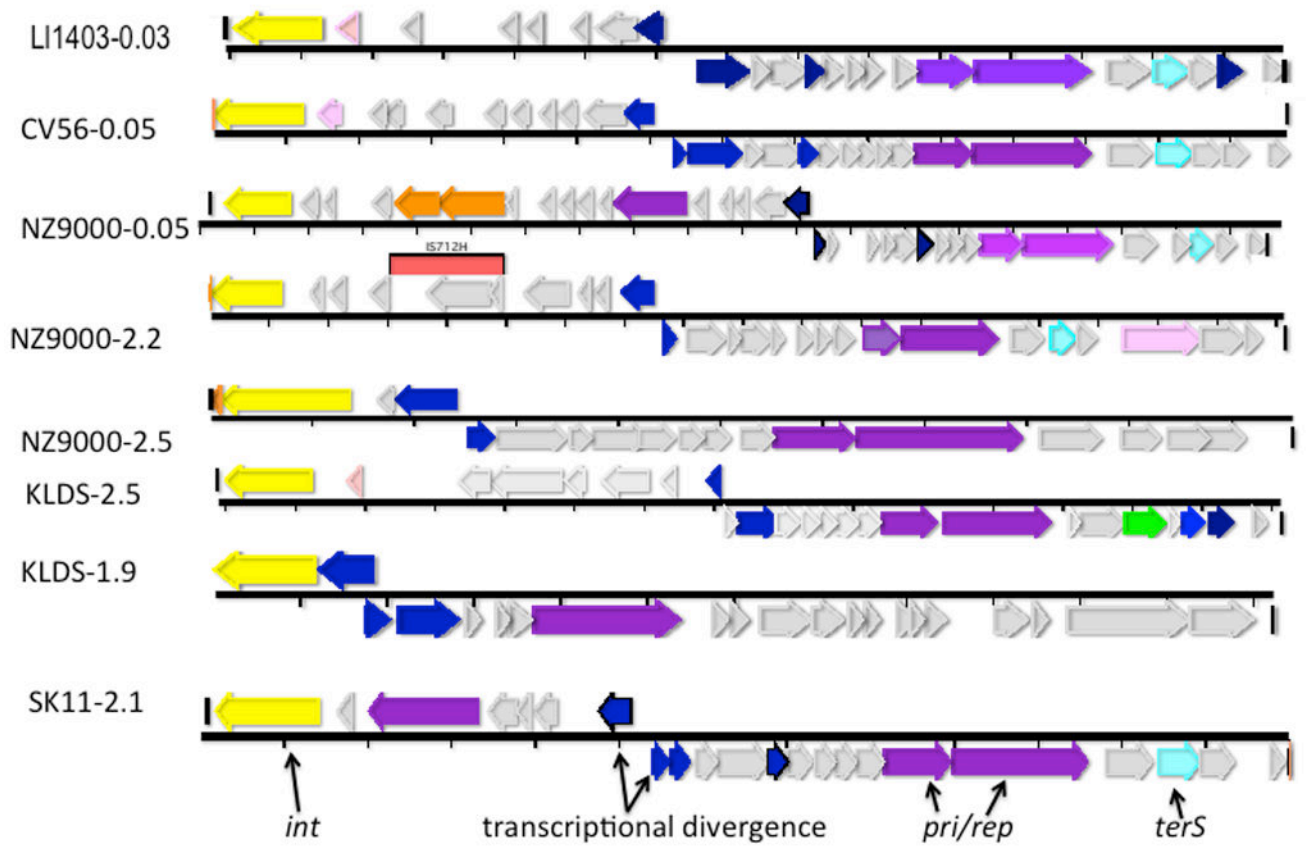 LI1403-0.03
CV56-0.05
NZ9000-0.05
IS712H
NZ9000-2.2
NZ9000-2.5
KLDS-2.5
KLDS-1.9
SK11-2.1
int transcriptional divergence pri/rep terS